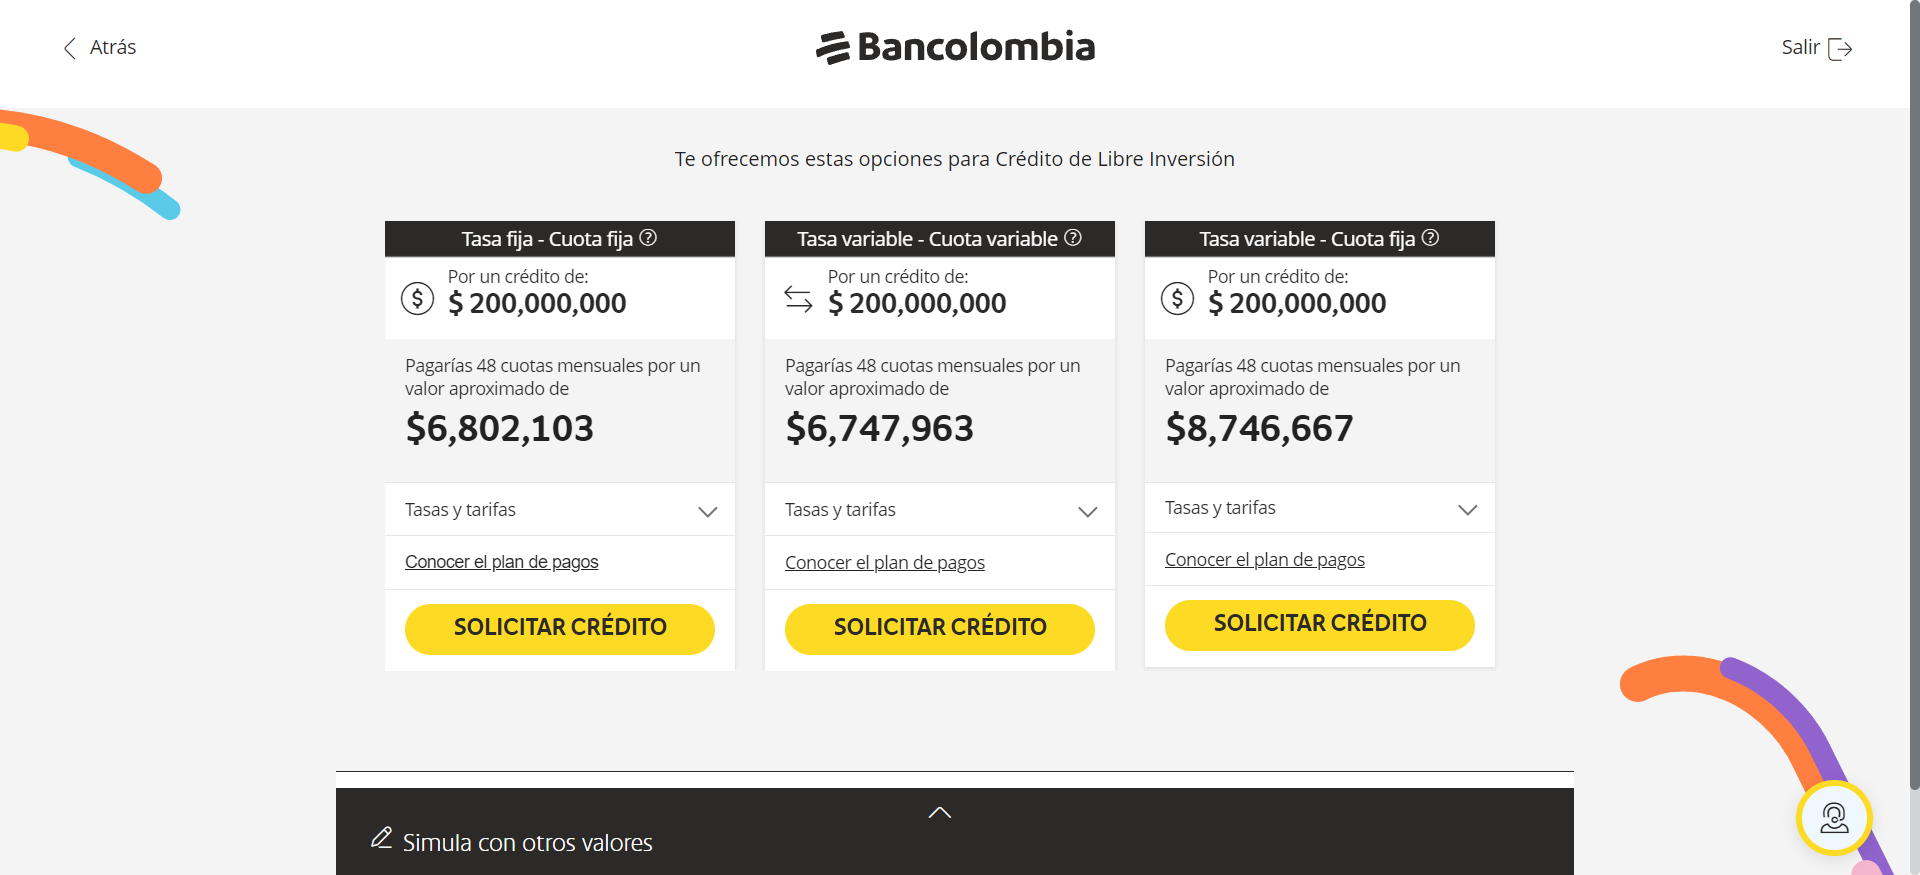 Atrás
Bancolombia
Salir
Te ofrecemos estas opciones para Crédito de Libre Inversión
Tasa fija - Cuota fija
Por un crédito de:
$ 200,000,000
Pagarías 48 cuotas mensuales por un
valor aproximado de
$6,802,103
Tasas y tarifas
Conocer el plan de pagos
SOLICITAR CRÉDITO
Tasa variable - Cuota variable
Por un crédito de:
$ 200,000,000
Pagarías 48 cuotas mensuales por un
valor aproximado de
$6,747,963
Tasas y tarifas
Conocer el plan de pagos
SOLICITAR CRÉDITO
Tasa variable - Cuota fija
Por un crédito de:
$ 200,000,000
Pagarías 48 cuotas mensuales por un
valor aproximado de
$8,746,667
Tasas y tarifas
Conocer el plan de pagos
SOLICITAR CRÉDITO
Simula con otros valores